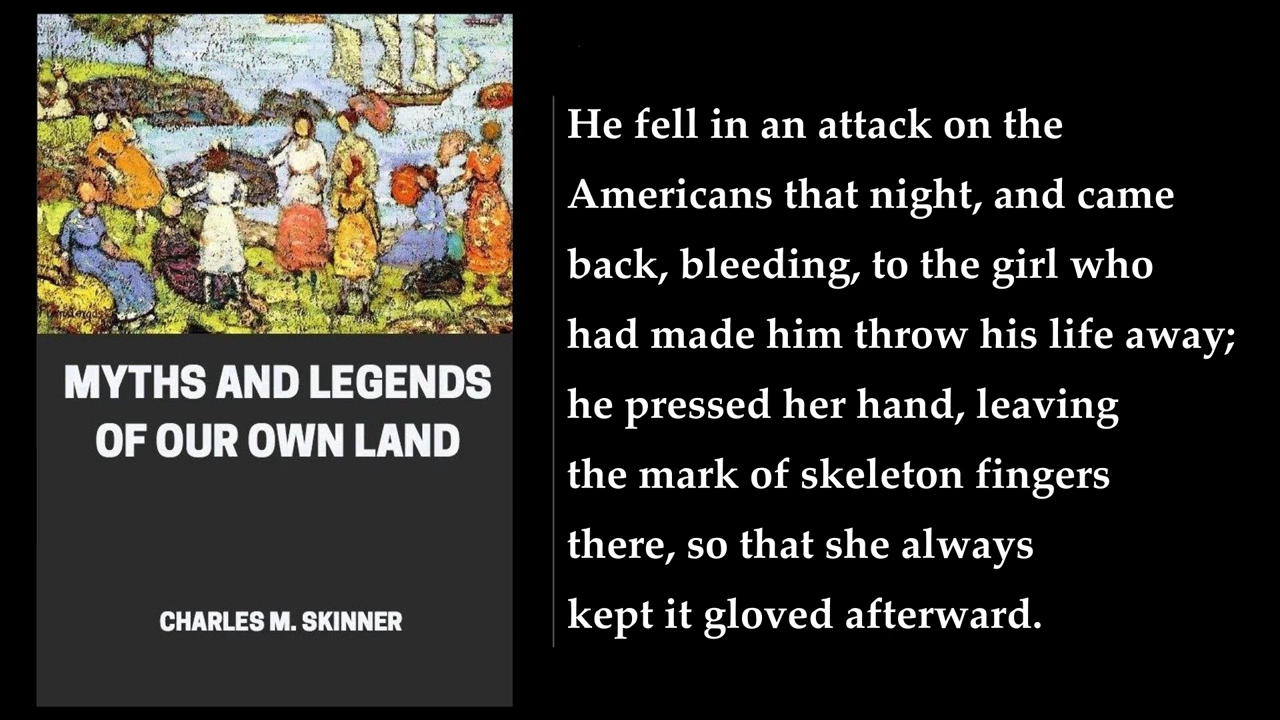 MYTHS AND LEGENDS
OF OUR OWN LAND
CHARLES M. SKINNER
He fell in an attack on the
Americans that night, and came
back, bleeding, to the girl who
had made him throw his life away;
he pressed her hand, leaving
the mark of skeleton fingers
there, so that she always
kept it gloved afterward.